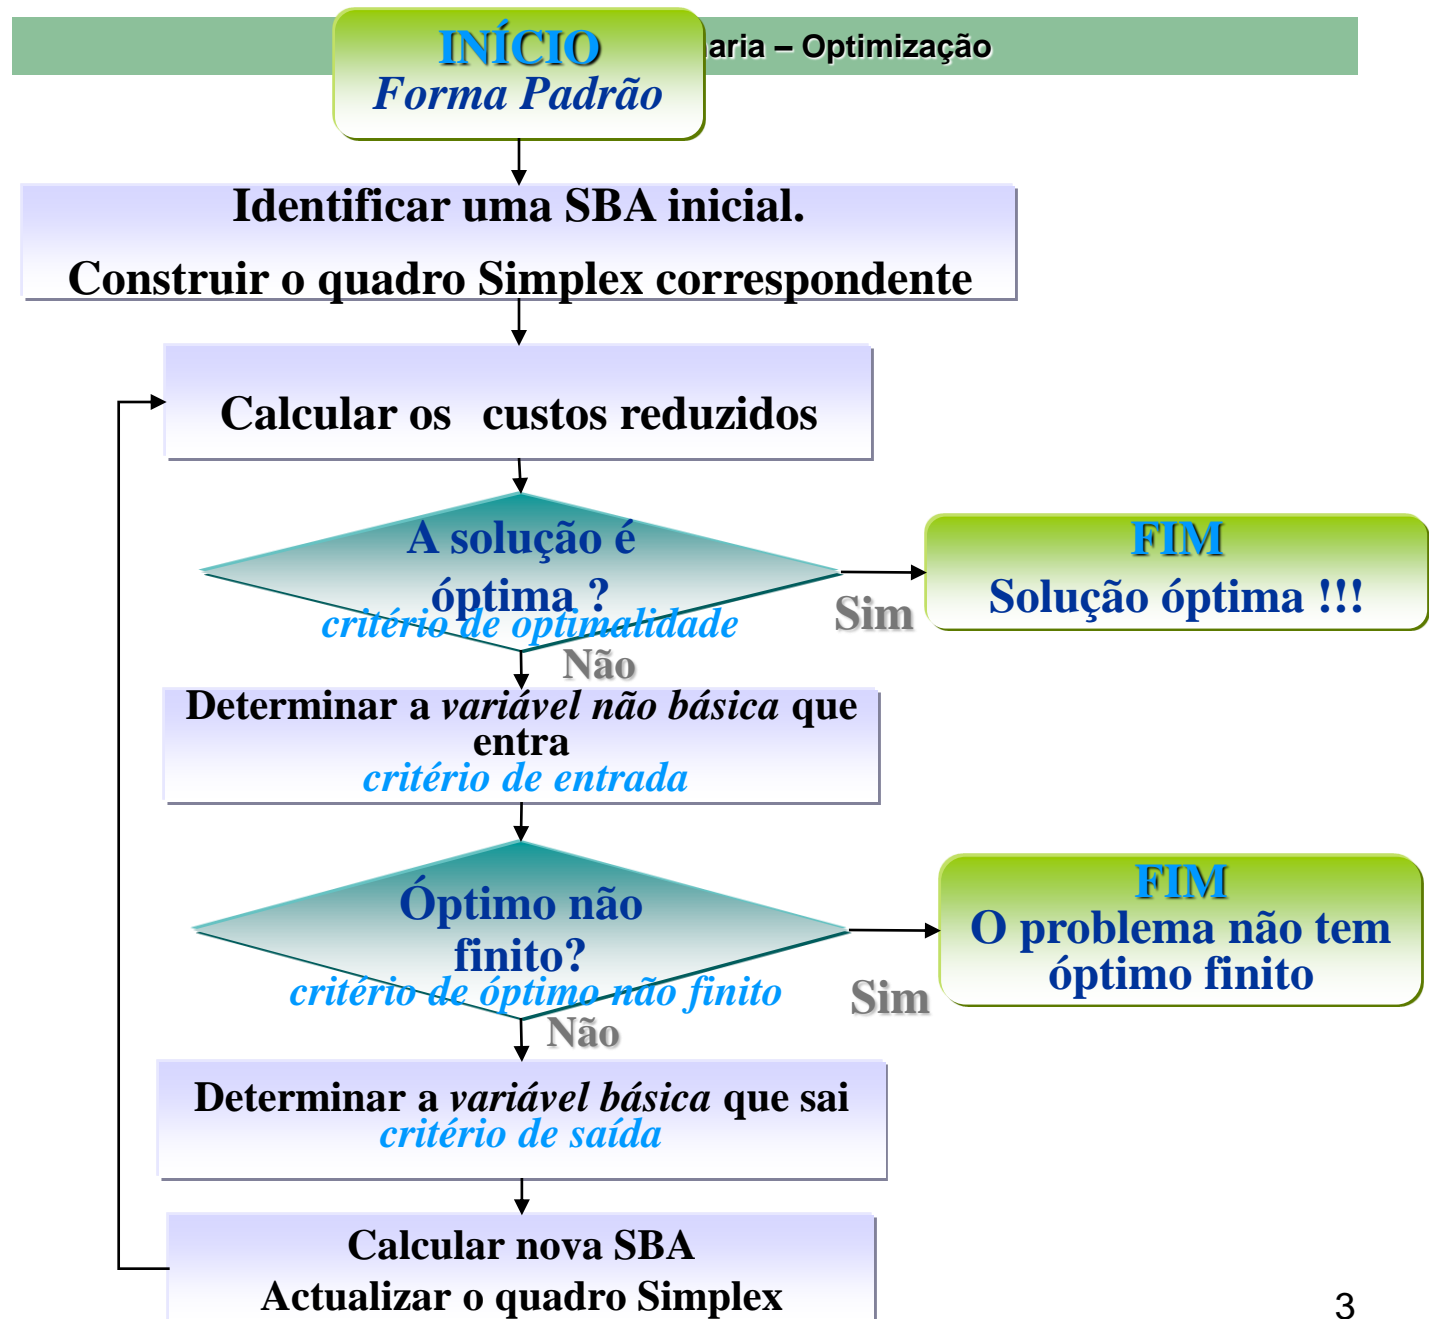 INÍCIO
Forma Padrão
aria – Optimização
Identificar uma SBA inicial.
Construir o quadro Simplex correspondente
Calcular os custos reduzidos
A solução é
óptima ?
critério de optimalidade
Sim
FIM
Solução óptima !!!
Não
Determinar a variável não básica que
entra
critério de entrada
Óptimo não
finito?
critério de óptimo não finito
Sim
FIM
O problema não tem
óptimo finito
Não
Determinar a variável básica que sai
critério de saída
Calcular nova SBA
Actualizar o quadro Simplex
3